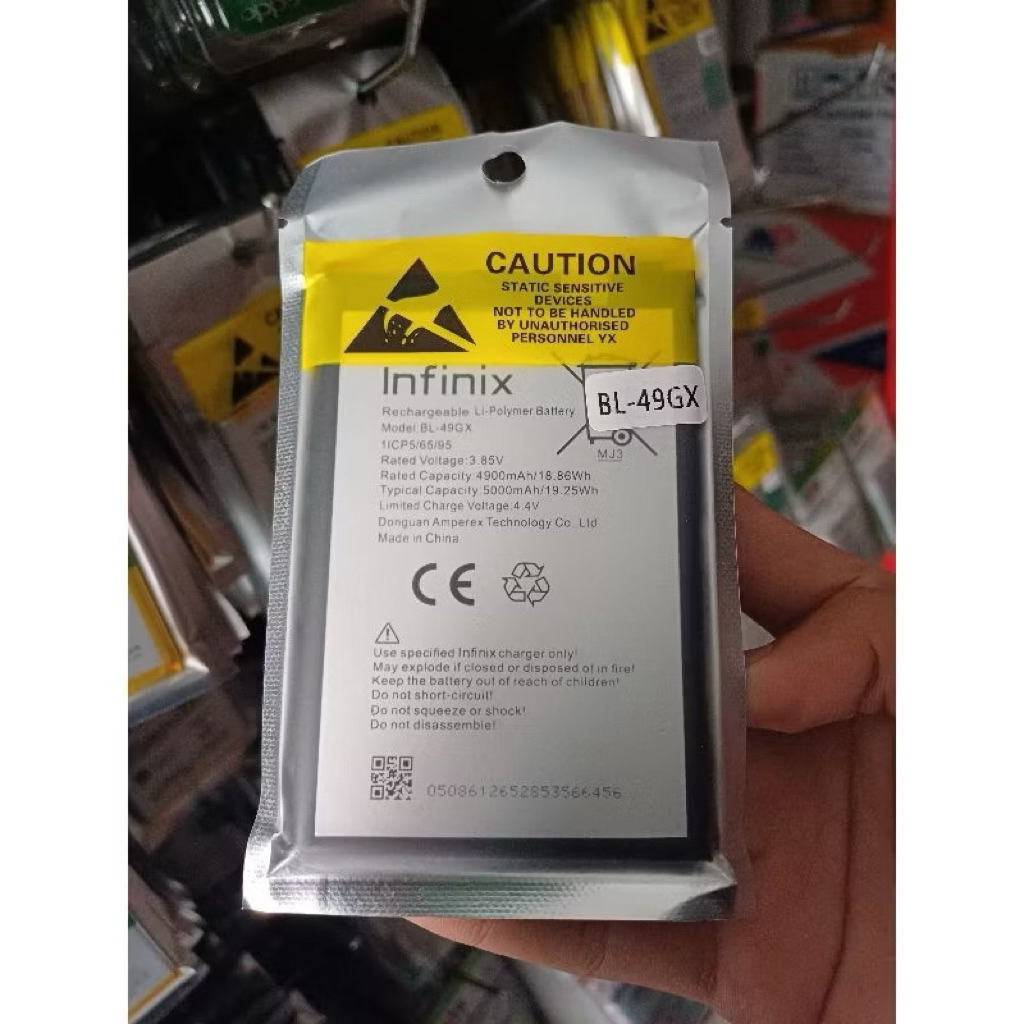 CAUTION
STATIC SENSITIVE
DEVICES
NOT TO BE HANDLED
BY UNAUTHORISED
PERSONNEL YX
Infinix
BL-49GX
Rechargeable Li-Polymer Battery
Model:BL-49GX
1ICP5/65/95
Rated Voltage:3.85V
Rated Capacity:4900mAh/18.86Wh
Typical Capacity:5000mAh/19.25Wh
Limited Charge Voltage:4.4V
Donguan Amperex Technology Co., Ltd
Made in China
MJ3
CE
Use specified Infinix charger only!
May explode if closed or disposed of in fire!
Keep the battery out of reach of children!
Do not short-circuit!
Do not squeeze or shock!
Do not disassemble!
0508612652853566456